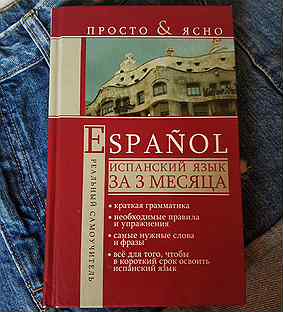 ПРОСТО & ЯСНО
ESPAÑOL
ИСПАНСКИЙ ЯЗЫК
ЗА 3 МЕСЯЦА
РЕАЛЬНЫЙ САМОУЧИТЕЛЬ
• краткая грамматика
• необходимые правила
и упражнения
• самые нужные слова
и фразы
• всё для того, чтобы
в короткий срок освоить
испанский язык